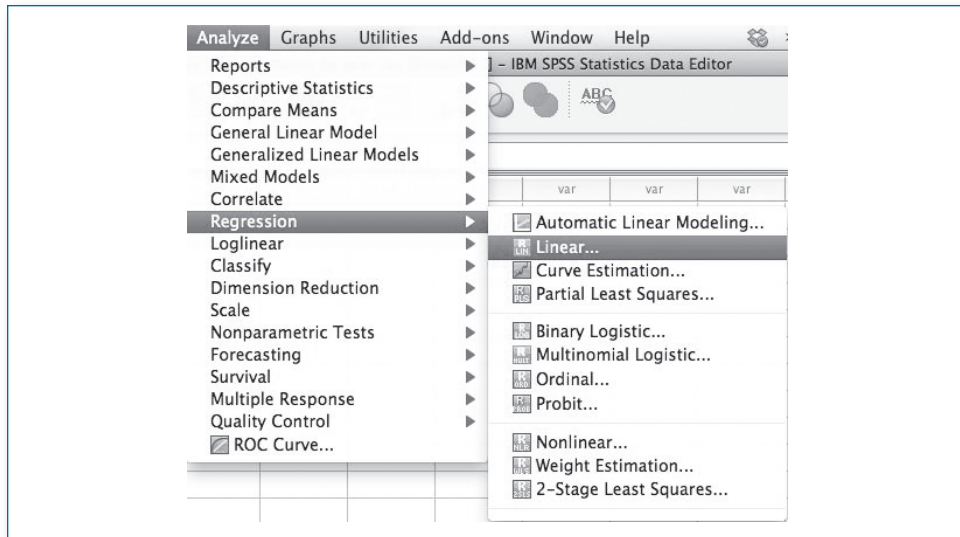 Analyze Graphs Utilities Add-ons Window Help
] - IBM SPSS Statistics Data Editor
Reports
Descriptive Statistics
Compare Means
General Linear Model
Generalized Linear Models
Mixed Models
Correlate
Regression
Loglinear
Classify
Dimension Reduction
Scale
Nonparametric Tests
Forecasting
Survival
Multiple Response
Quality Control
ROC Curve...
ABC
var var var
Automatic Linear Modeling...
Linear...
Curve Estimation...
Partial Least Squares...
Binary Logistic...
Multinomial Logistic...
Ordinal...
Probit...
Nonlinear...
Weight Estimation...
2-Stage Least Squares...